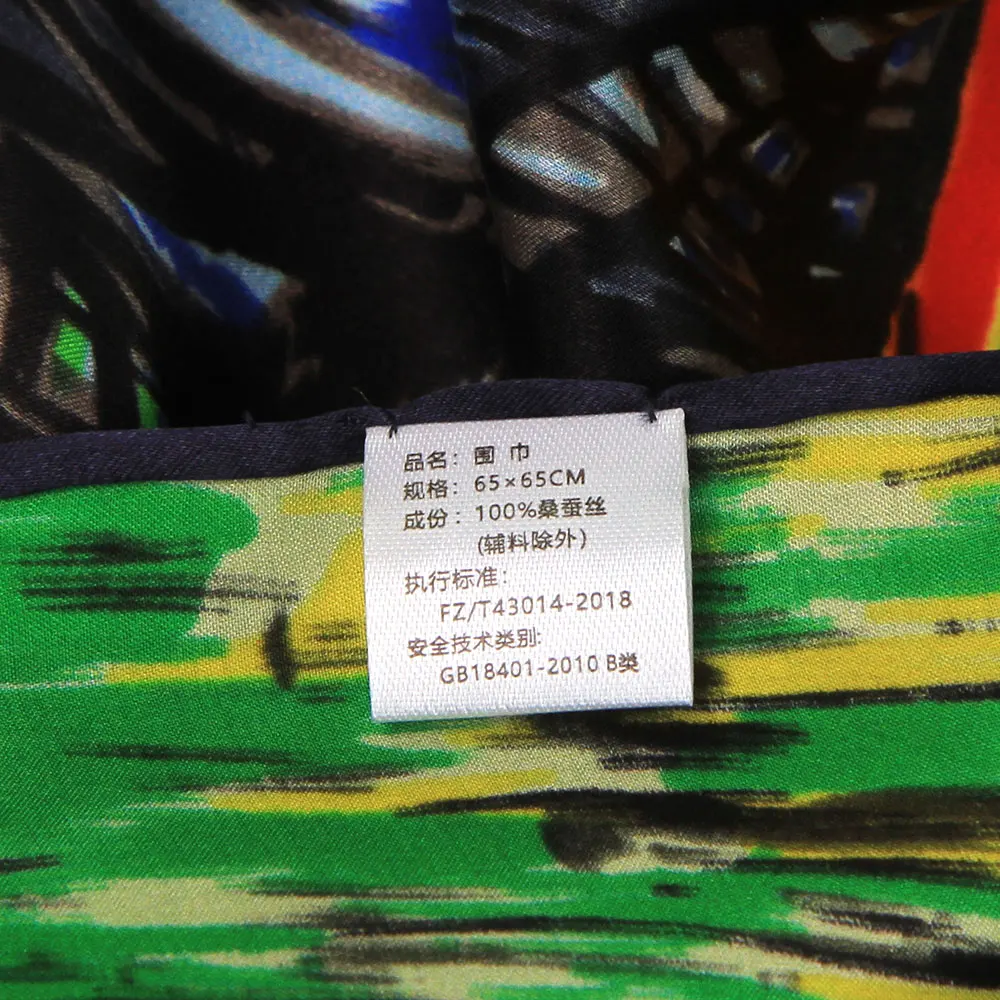 品名：围 巾
规格：65×65CM
成份：100%桑蚕丝
(辅料除外)
执行标准：
FZ/T43014-2018
安全技术类别:
GB18401-2010 B类